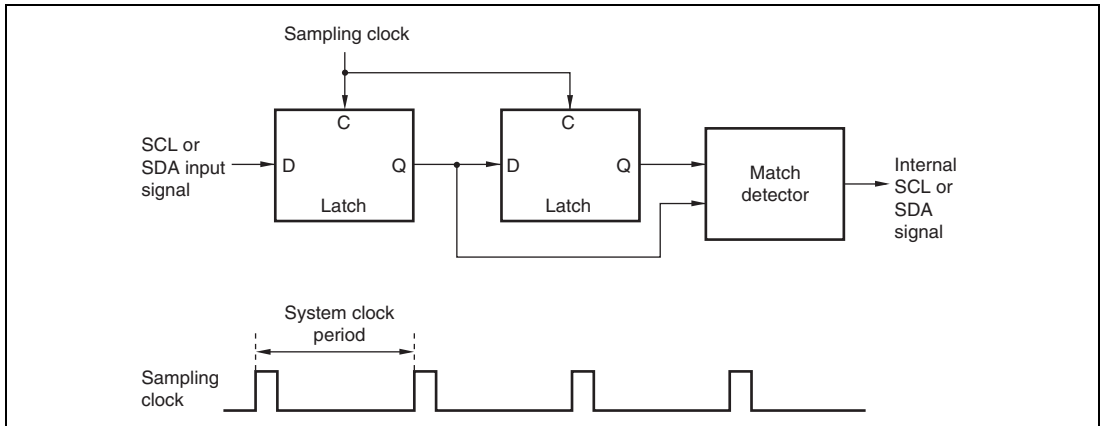 Sampling clock
SCL or
SDA input
signal
C
D
Q
Latch
C
D
Q
Latch
Match
detector
Internal
SCL or
SDA
signal
System clock
period
Sampling
clock